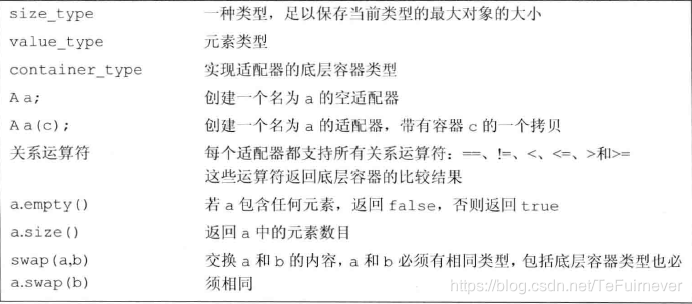 size_type 一种类型，足以保存当前类型的最大对象的大小
value_type 元素类型
container_type 实现适配器的底层容器类型
A a; 创建一个名为 a 的空适配器
A a(c); 创建一个名为 a 的适配器，带有容器 c 的一个拷贝
关系运算符 每个适配器都支持所有关系运算符：==、!=、<、<=、>和>=
这些运算符返回底层容器的比较结果
a.empty() 若 a 包含任何元素，返回 false，否则返回 true
a.size() 返回 a 中的元素数目
swap(a,b) 交换 a 和 b 的内容，a 和 b 必须有相同类型，包括底层容器类型也必
a.swap(b) 须相同
https://blog.csdn.net/TeFuirnever